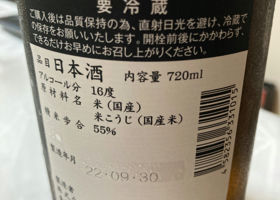 要冷蔵
ご購入後は品質保持の為、直射日光を避け、冷蔵で
の保存をお願いいたします。開栓前後にかかわらず、
できるだけお早めにお召し上がりください。
品目 日本酒 内容量 720ml
アルコール分 16度
原材料名 米(国産)
米こうじ(国産米)
精米歩合 55%
製造年月
22.09.30
製造者
4582356331015